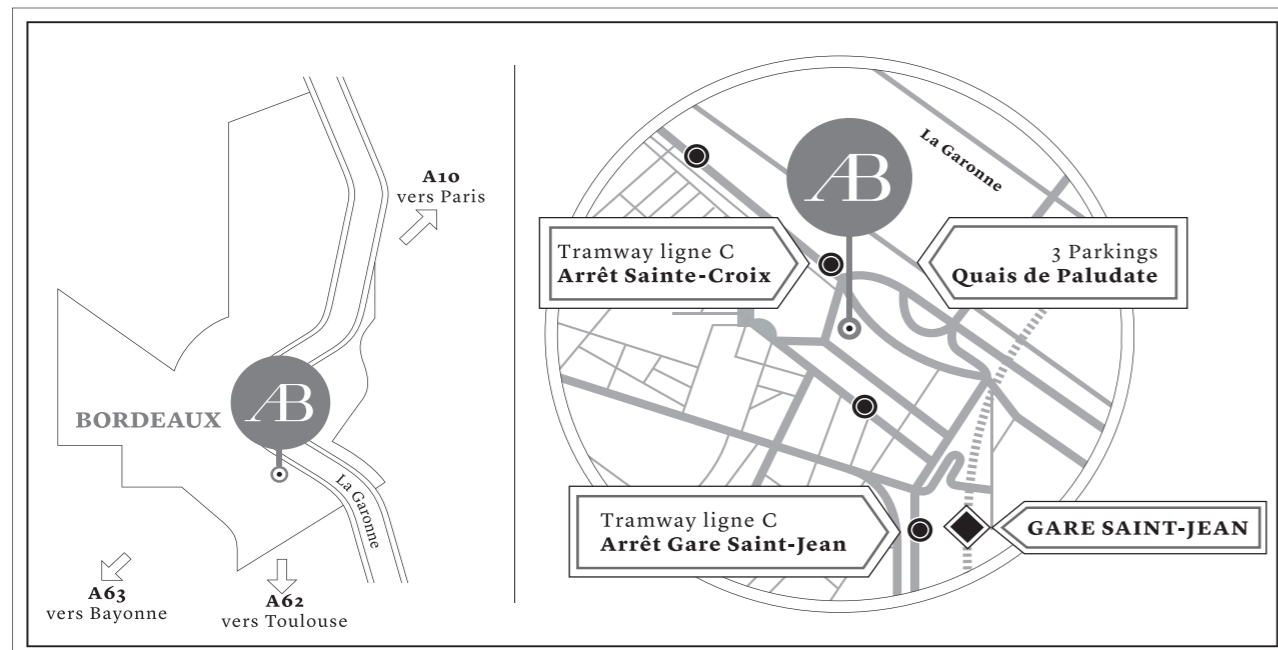 A10
vers Paris
AB
BORDEAUX
La Garonne
A63
vers Bayonne
A62
vers Toulouse
La Garonne
AB
Tramway ligne C
Arrêt Sainte-Croix
3 Parkings
Quais de Paludate
Tramway ligne C
Arrêt Gare Saint-Jean
GARE SAINT-JEAN